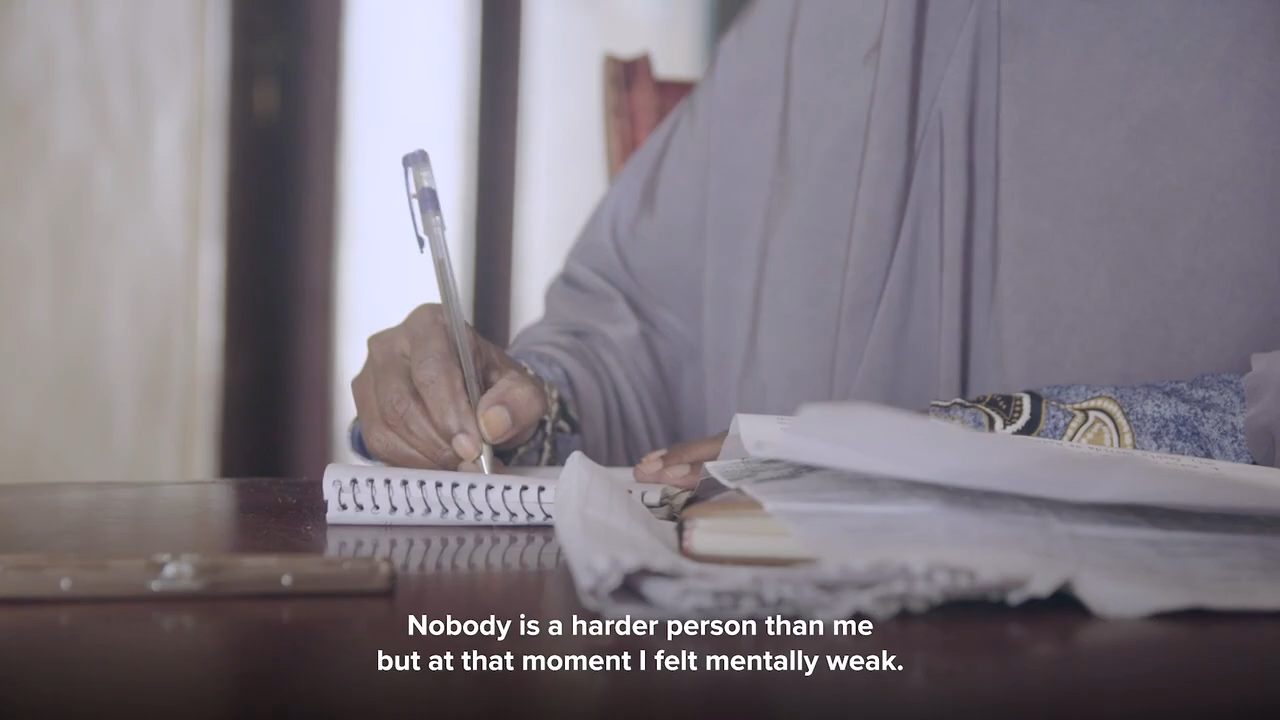 Nobody is a harder person than me
but at that moment I felt mentally weak.